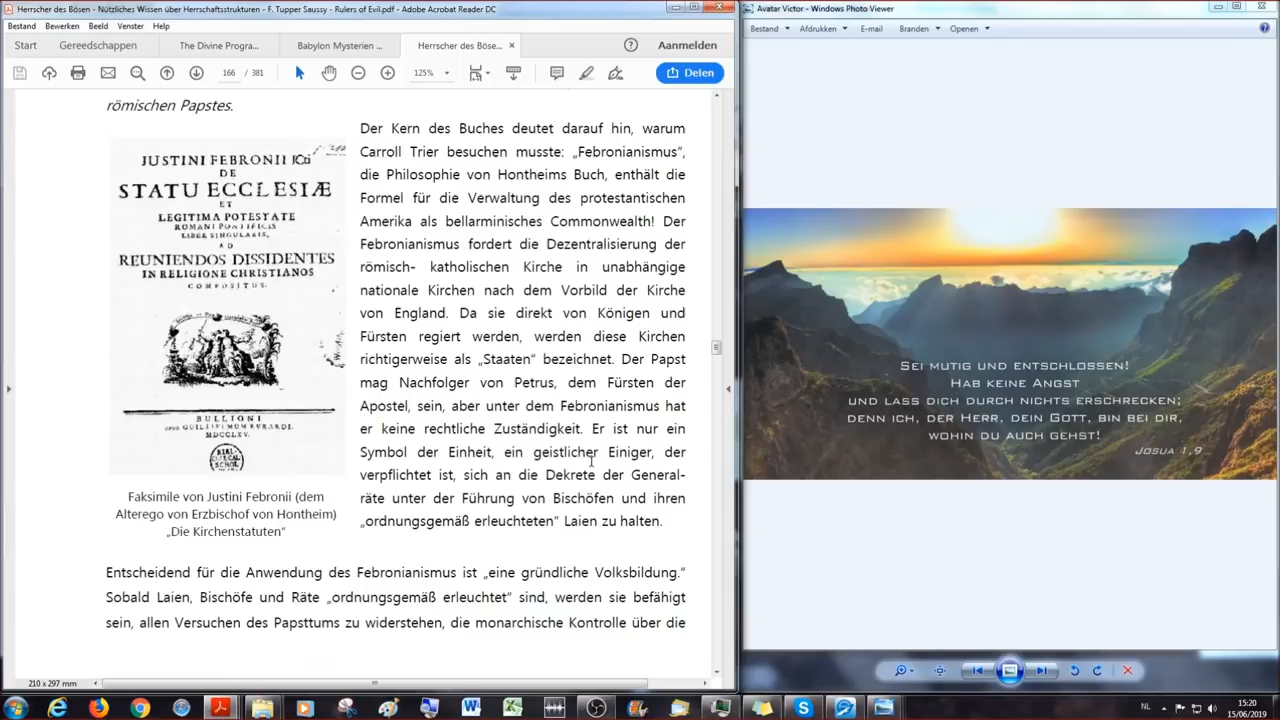 Herrscher des Bösen - Nützliches Wissen über Herrschaftsstrukturen - F. Tupper Saussy - Rulers of Evil.pdf - Adobe Acrobat Reader DC
Bestand Bewerken Beeld Venster Help
Start Gereedschappen The Divine Progra... Babylon Mysterien ... Herrscher des Böse... × Aanmelden
166 / 381 125% Delen
römischen Papstes.
JUSTINI FEBRONII JCti
DE
STATU ECCLESIÆ
ET
LEGITIMA POTESTATE
ROMANI PONTIFICIS
LIBER SINGULARIS,
AD
REUNIENDOS DISSIDENTES
IN RELIGIONE CHRISTIANOS
COMPOSITUS.
BULLIONI
MDCCLXV.
Faksimile von Justini Febronii (dem
Alterego von Erzbischof von Hontheim)
„Die Kirchenstatuten“
Der Kern des Buches deutet darauf hin, warum
Carroll Trier besuchen musste: „Febronianismus“,
die Philosophie von Hontheims Buch, enthält die
Formel für die Verwaltung des protestantischen
Amerika als bellarminisches Commonwealth! Der
Febronianismus fordert die Dezentralisierung der
römisch- katholischen Kirche in unabhängige
nationale Kirchen nach dem Vorbild der Kirche
von England. Da sie direkt von Königen und
Fürsten regiert werden, werden diese Kirchen
richtigerweise als „Staaten“ bezeichnet. Der Papst
mag Nachfolger von Petrus, dem Fürsten der
Apostel, sein, aber unter dem Febronianismus hat
er keine rechtliche Zuständigkeit. Er ist nur ein
Symbol der Einheit, ein geistlicher Einiger, der
verpflichtet ist, sich an die Dekrete der General-
räte unter der Führung von Bischöfen und ihren
„ordnungsgemäß erleuchteten“ Laien zu halten.
Entscheidend für die Anwendung des Febronianismus ist „eine gründliche Volksbildung.“
Sobald Laien, Bischöfe und Räte „ordnungsgemäß erleuchtet“ sind, werden sie befähigt
sein, allen Versuchen des Papsttums zu widerstehen, die monarchische Kontrolle über die
210 x 297 mm
Avatar Victor - Windows Photo Viewer
Bestand Afdrukken E-mail Branden Openen
Sei mutig und entschlossen!
Hab keine Angst
und lass dich durch nichts erschrecken;
denn ich, der Herr, dein Gott, bin bei dir,
wohin du auch gehst!
Josua 1,9
NL 15:20
15/06/2019